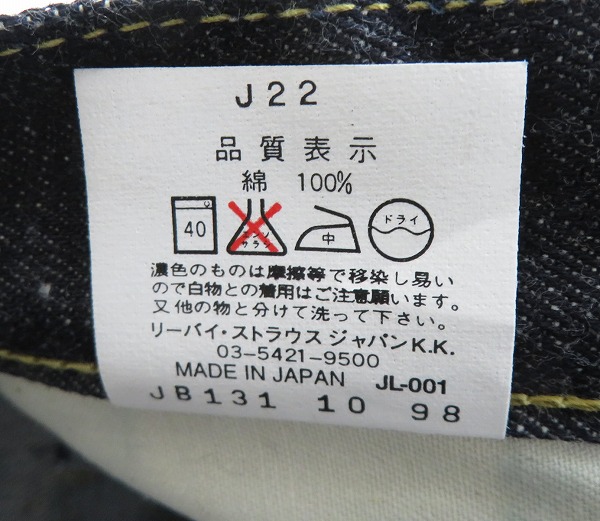 J22
品質表示
綿 100%
40 エンソ サラシ 中 ドライ
濃色のものは摩擦等で移染し易い
ので白物との着用はご注意願います。
又他の物と分けて洗って下さい。
リーバイ・ストラウス ジャパンK.K.
03-5421-9500
MADE IN JAPAN JL-001
JB131 10 98